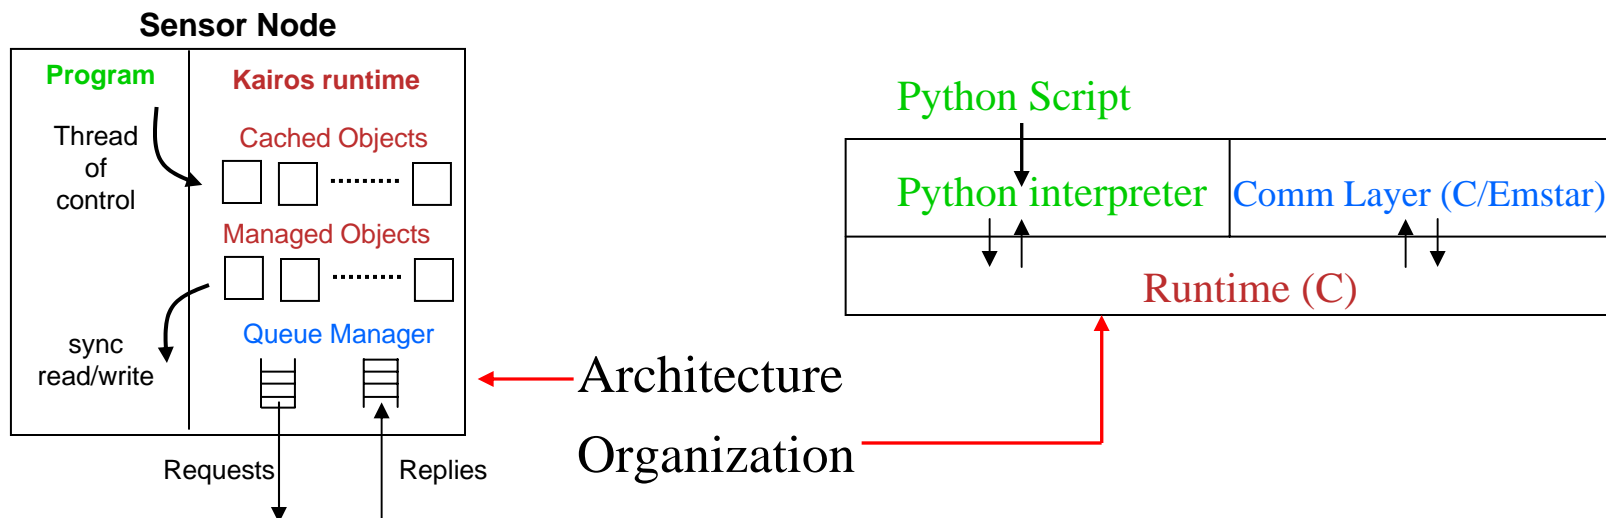 Sensor Node
Program
Kairos runtime
Thread
of
control
Cached Objects
Managed Objects
sync
read/write
Queue Manager
Requests
Replies
Architecture
Organization
Python Script
Python interpreter
Comm Layer (C/Emstar)
Runtime (C)